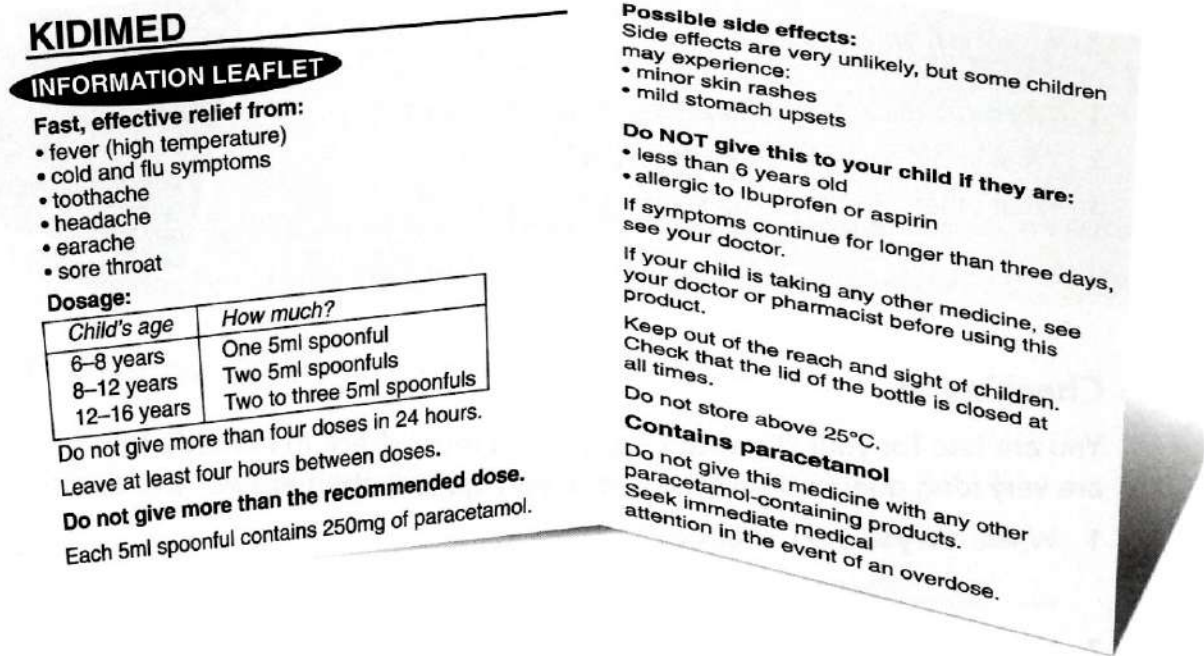 KIDIMED
INFORMATION LEAFLET
Fast, effective relief from:
• fever (high temperature)
• cold and flu symptoms
• toothache
• headache
• earache
• sore throat
Dosage:
Child's age How much?
6–8 years One 5ml spoonful
8–12 years Two 5ml spoonfuls
12–16 years Two to three 5ml spoonfuls
Do not give more than four doses in 24 hours.
Leave at least four hours between doses.
Do not give more than the recommended dose.
Each 5ml spoonful contains 250mg of paracetamol.
Possible side effects:
Side effects are very unlikely, but some children
may experience:
• minor skin rashes
• mild stomach upsets
Do NOT give this to your child if they are:
• less than 6 years old
• allergic to Ibuprofen or aspirin
If symptoms continue for longer than three days,
see your doctor.
If your child is taking any other medicine, see
your doctor or pharmacist before using this
product.
Keep out of the reach and sight of children.
Check that the lid of the bottle is closed at
all times.
Do not store above 25°C.
Contains paracetamol
Do not give this medicine with any other
paracetamol-containing products.
Seek immediate medical
attention in the event of an overdose.